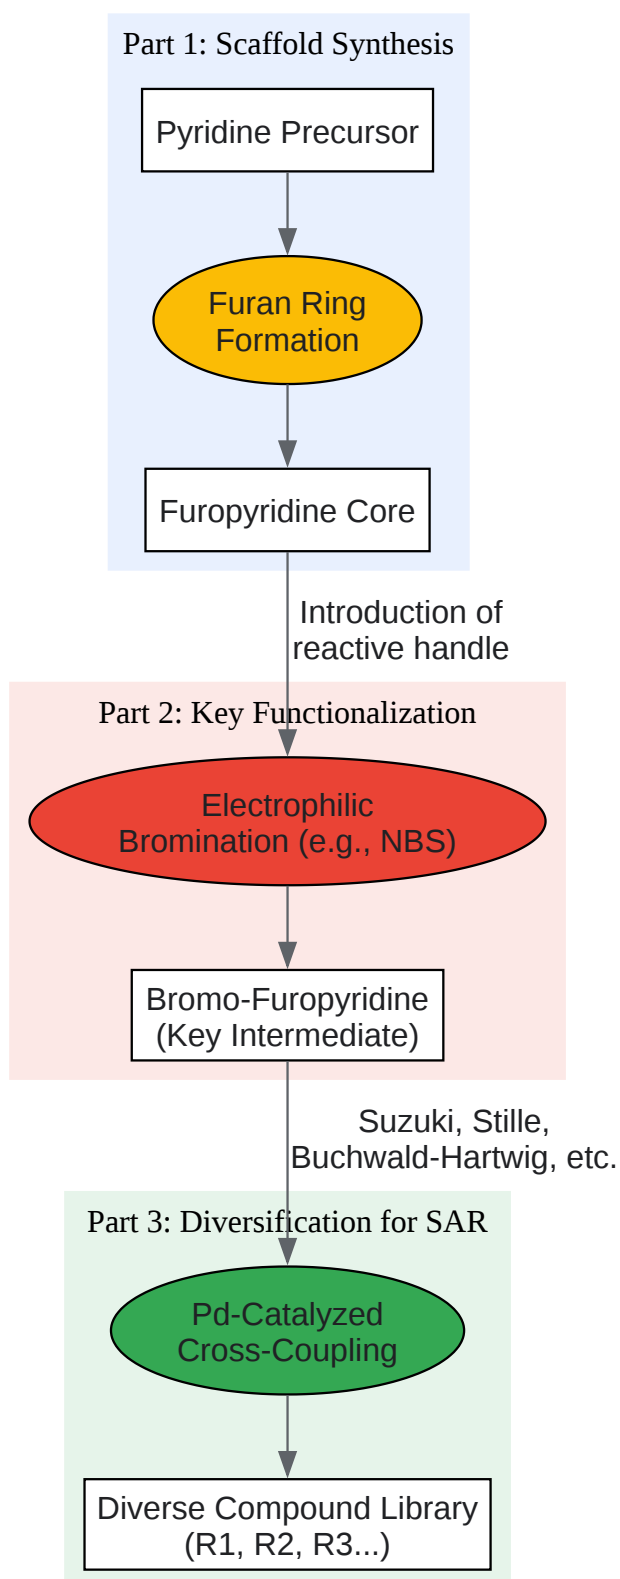 Part 1: Scaffold Synthesis
Pyridine Precursor
Furan Ring
Formation
Furopyridine Core
Introduction of
reactive handle
Part 2: Key Functionalization
Electrophilic
Bromination (e.g., NBS)
Bromo-Furopyridine
(Key Intermediate)
Suzuki, Stille,
Buchwald-Hartwig, etc.
Part 3: Diversification for SAR
Pd-Catalyzed
Cross-Coupling
Diverse Compound Library
(R1, R2, R3...)